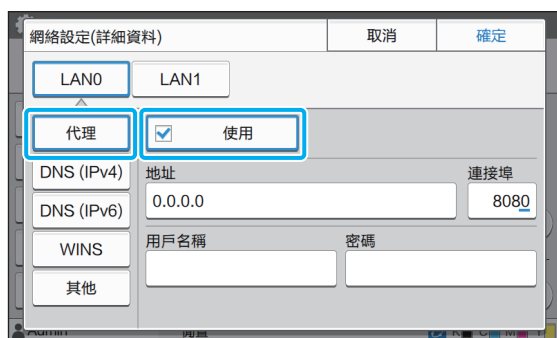 網絡設定(詳細資料) 取消 確定
LAN0 LAN1
代理 使用
DNS (IPv4) 地址 連接埠
DNS (IPv6) 0.0.0.0 8080
WINS 用戶名稱 密碼
其他
Admin 閒置 K C M Y